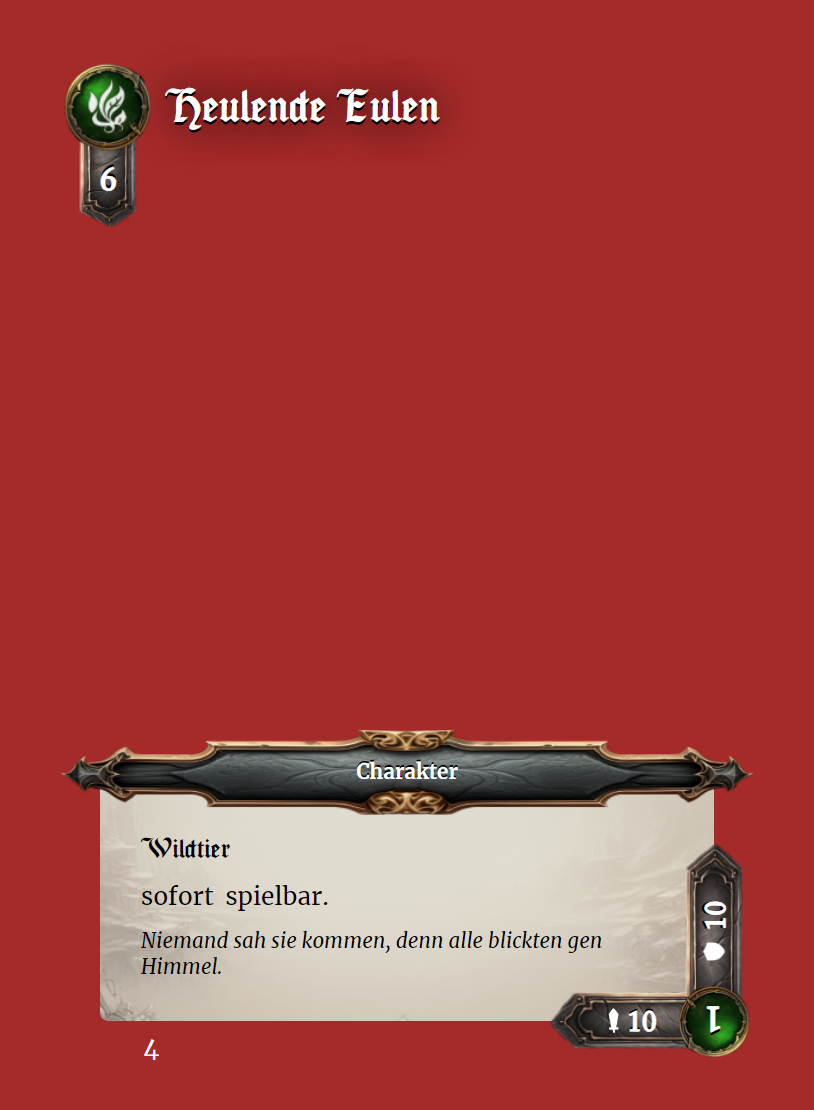 Heulende Eulen
6
Charakter
Wildtier
sofort spielbar.
Niemand sah sie kommen, denn alle blickten gen
Himmel.
10
10
1
4